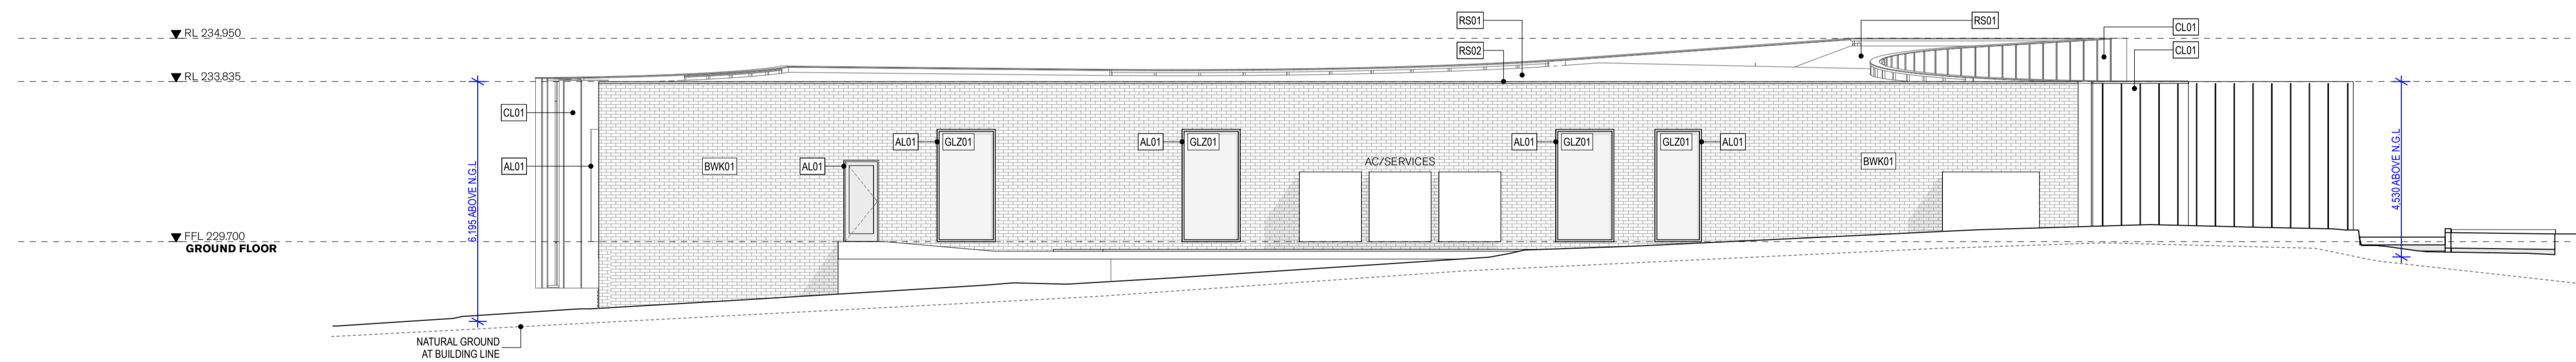 RL 234.950
RS01
RS01
CL01
RS02
CL01
RL 233.835
CL01
AL01
GLZ01
AL01
GLZ01
AL01
GLZ01
GLZ01
AL01
AL01
BWK01
AL01
AC/SERVICES
BWK01
6.195 ABOVE N.G.L
4.530 ABOVE N.G.L
FFL 229.700
GROUND FLOOR
NATURAL GROUND
AT BUILDING LINE